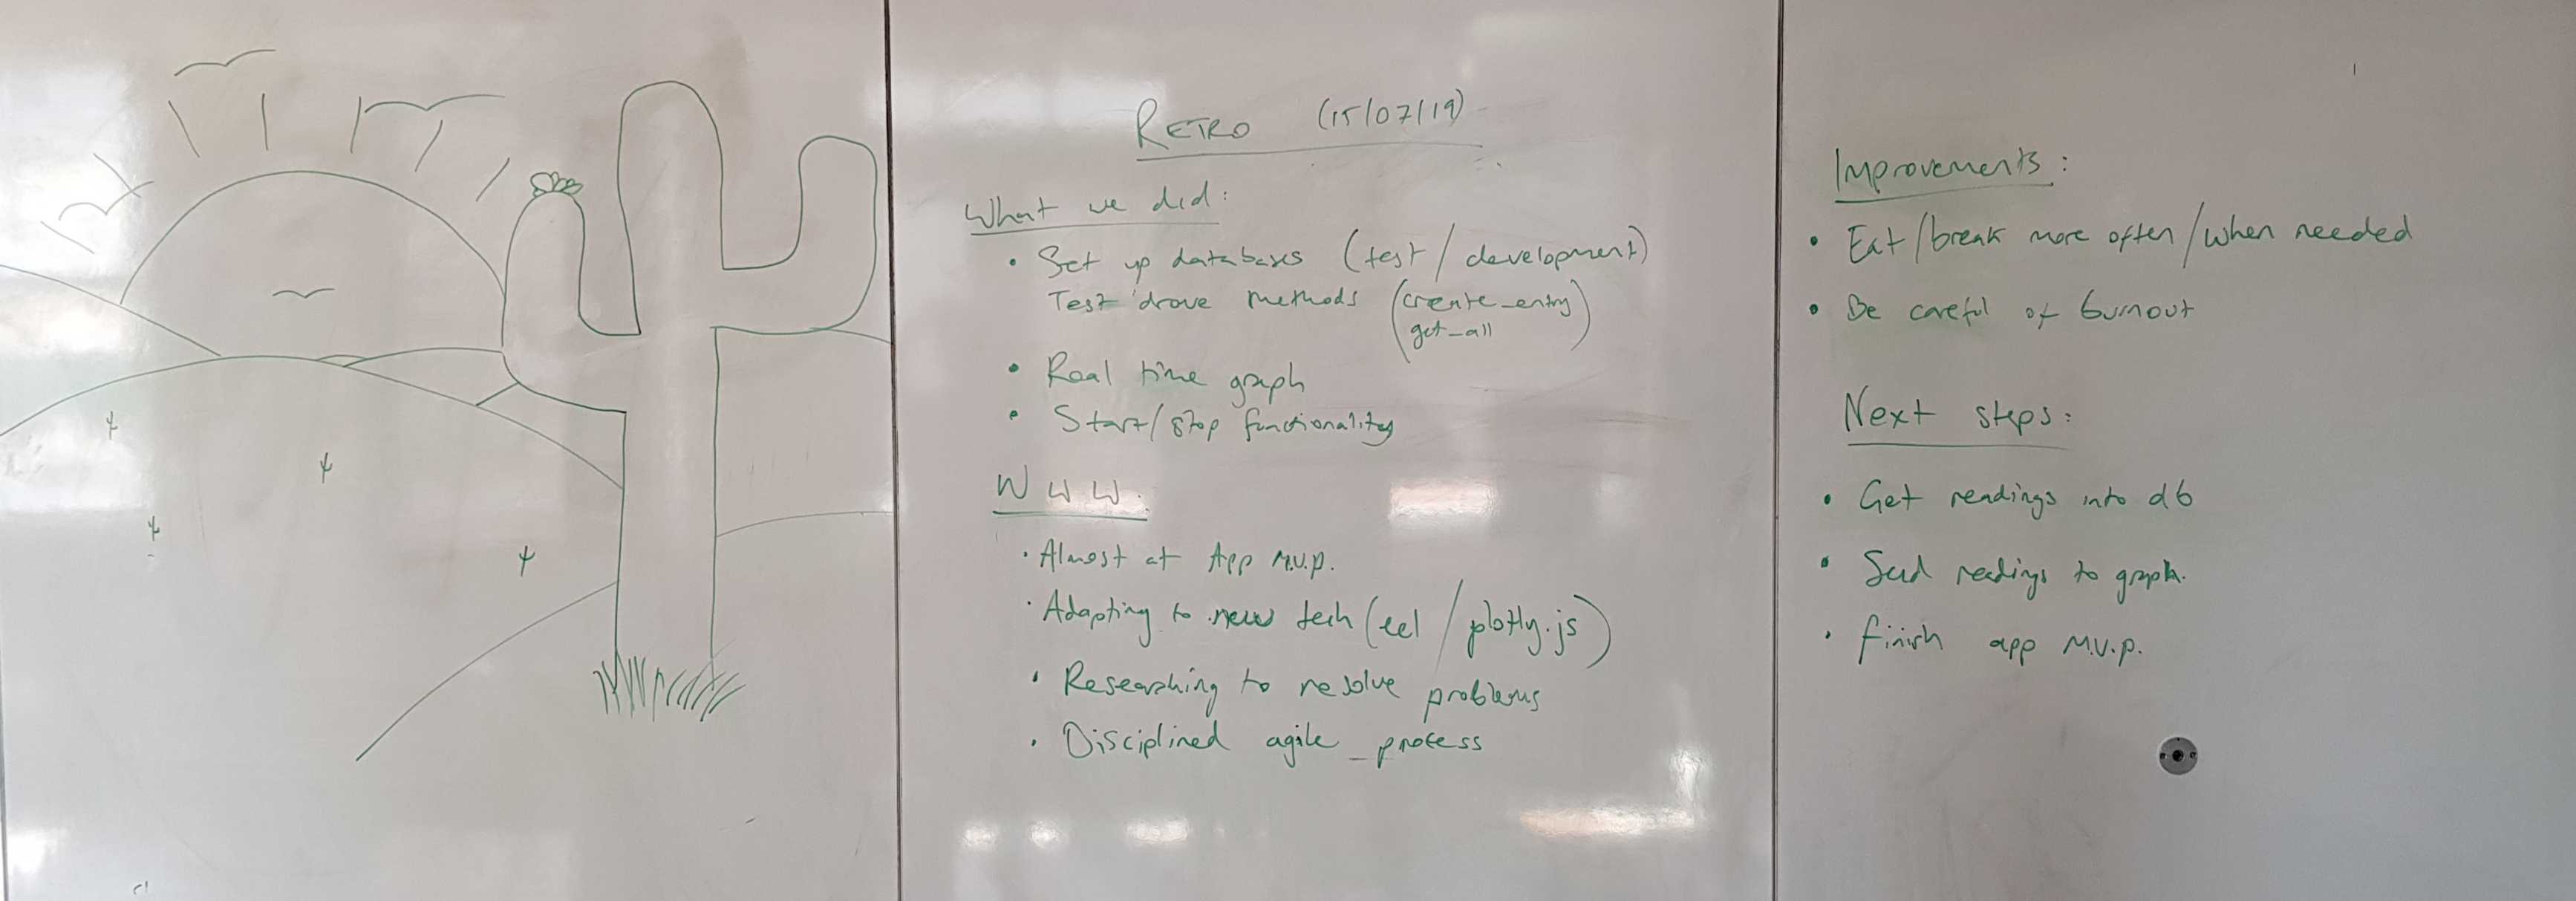 RETRO (15/07/19)
What we did:
• Set up databases (test / development)
Test drove methods (create_entry
get_all)
• Real time graph
• Start/stop functionality
WWW:
• Almost at App M.V.P.
• Adapting to new tech (eel / plotly.js)
• Researching to resolve problems
• Disciplined agile process
Improvements:
• Eat/break more often/when needed
• Be careful of burnout
Next steps:
• Get readings into db
• Send readings to graph.
• Finish app M.V.P.